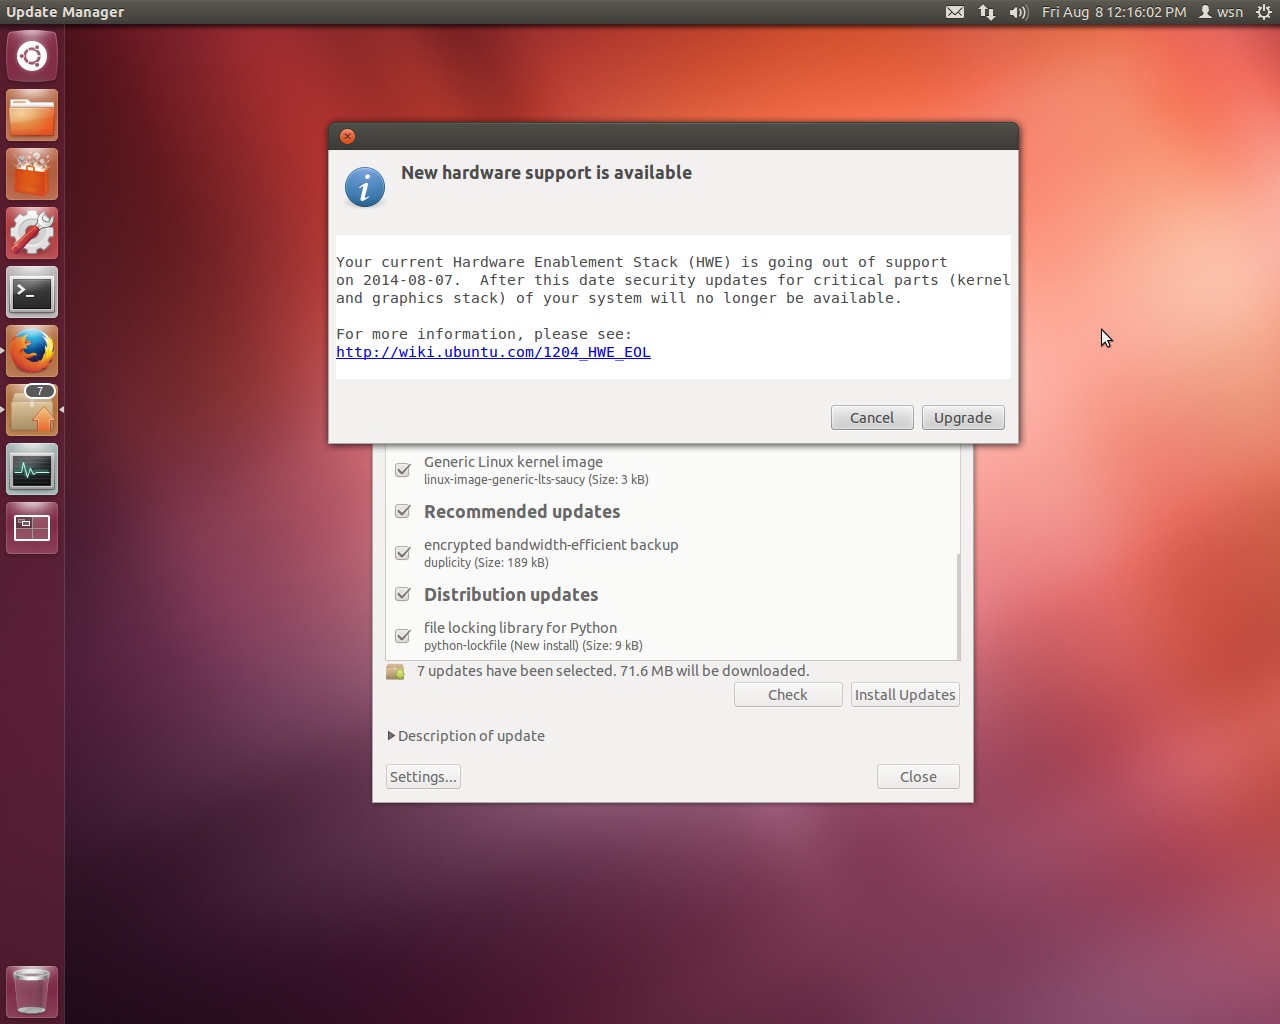 Update Manager
Fri Aug 8 12:16:02 PM
wsn
New hardware support is available
Your current Hardware Enablement Stack (HWE) is going out of support
on 2014-08-07.  After this date security updates for critical parts (kernel
and graphics stack) of your system will no longer be available.
For more information, please see:
http://wiki.ubuntu.com/1204_HWE_EOL
Cancel
Upgrade
7
>_
Generic Linux kernel image
linux-image-generic-lts-saucy (Size: 3 kB)
Recommended updates
encrypted bandwidth-efficient backup
duplicity (Size: 189 kB)
Distribution updates
file locking library for Python
python-lockfile (New install) (Size: 9 kB)
7 updates have been selected. 71.6 MB will be downloaded.
Check
Install Updates
Description of update
Settings...
Close